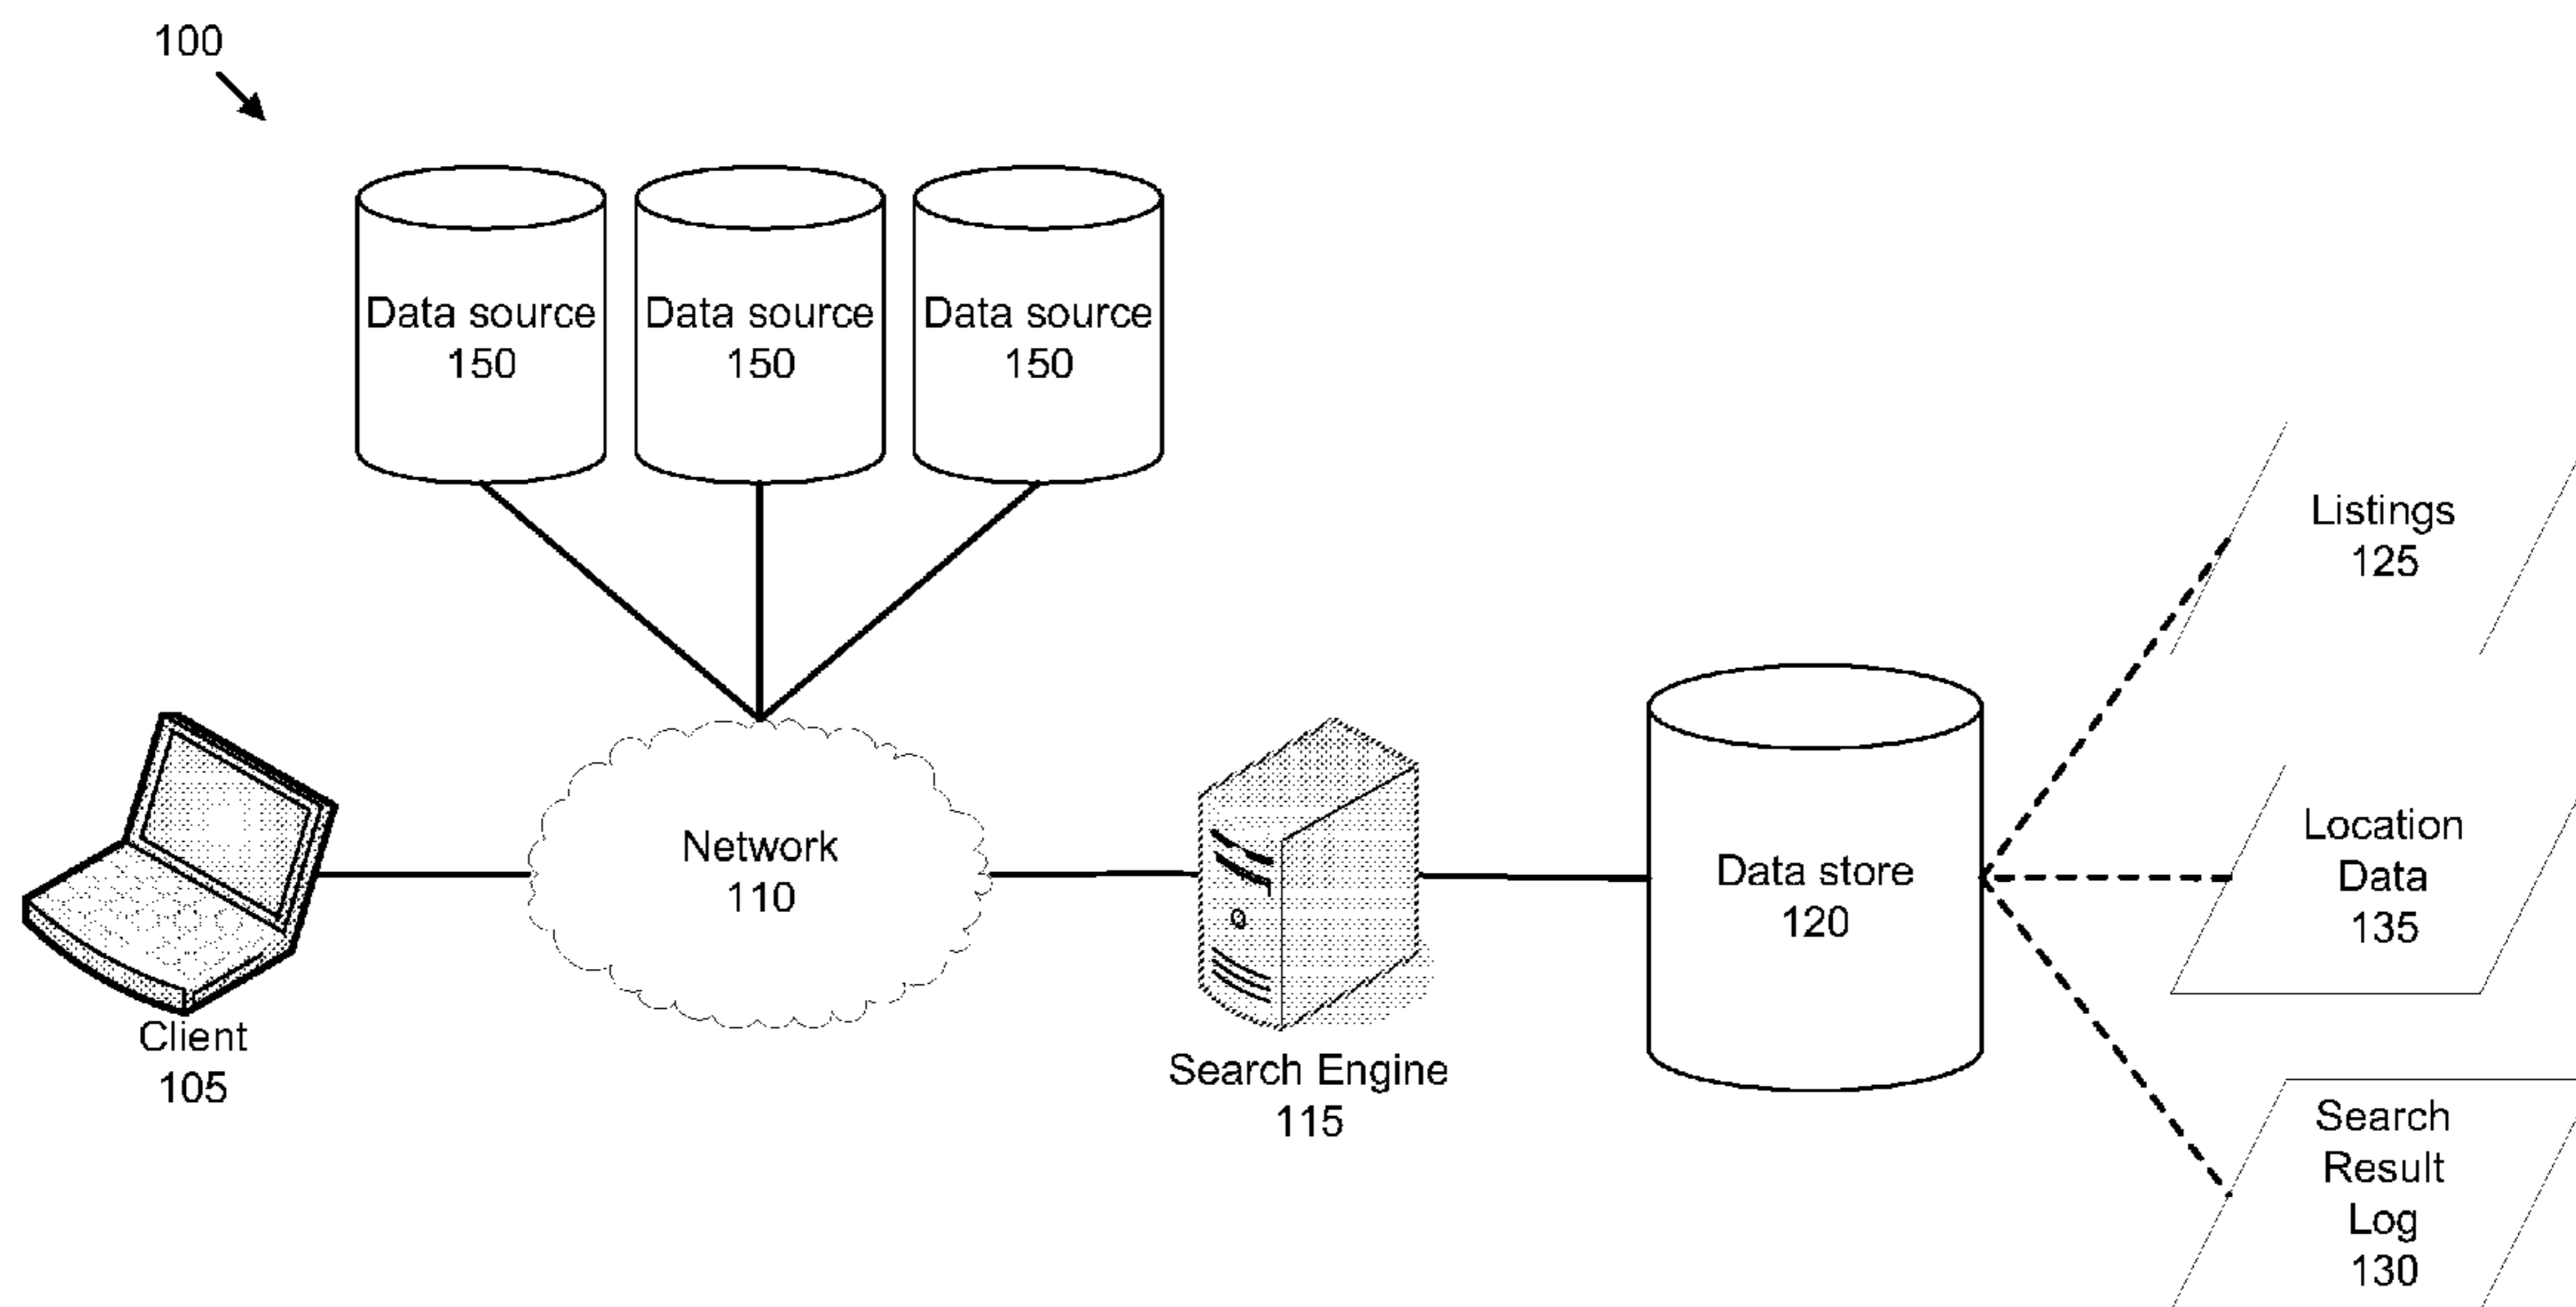 100
Data source
150
Data source
150
Data source
150
Listings
125
Network
110
Data store
120
Location
Data
135
Client
105
Search Engine
115
Search
Result
Log
130